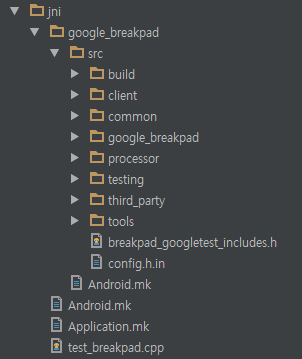 jni
google_breakpad
src
build
client
common
google_breakpad
processor
testing
third_party
tools
breakpad_googletest_includes.h
config.h.in
Android.mk
Android.mk
Application.mk
test_breakpad.cpp